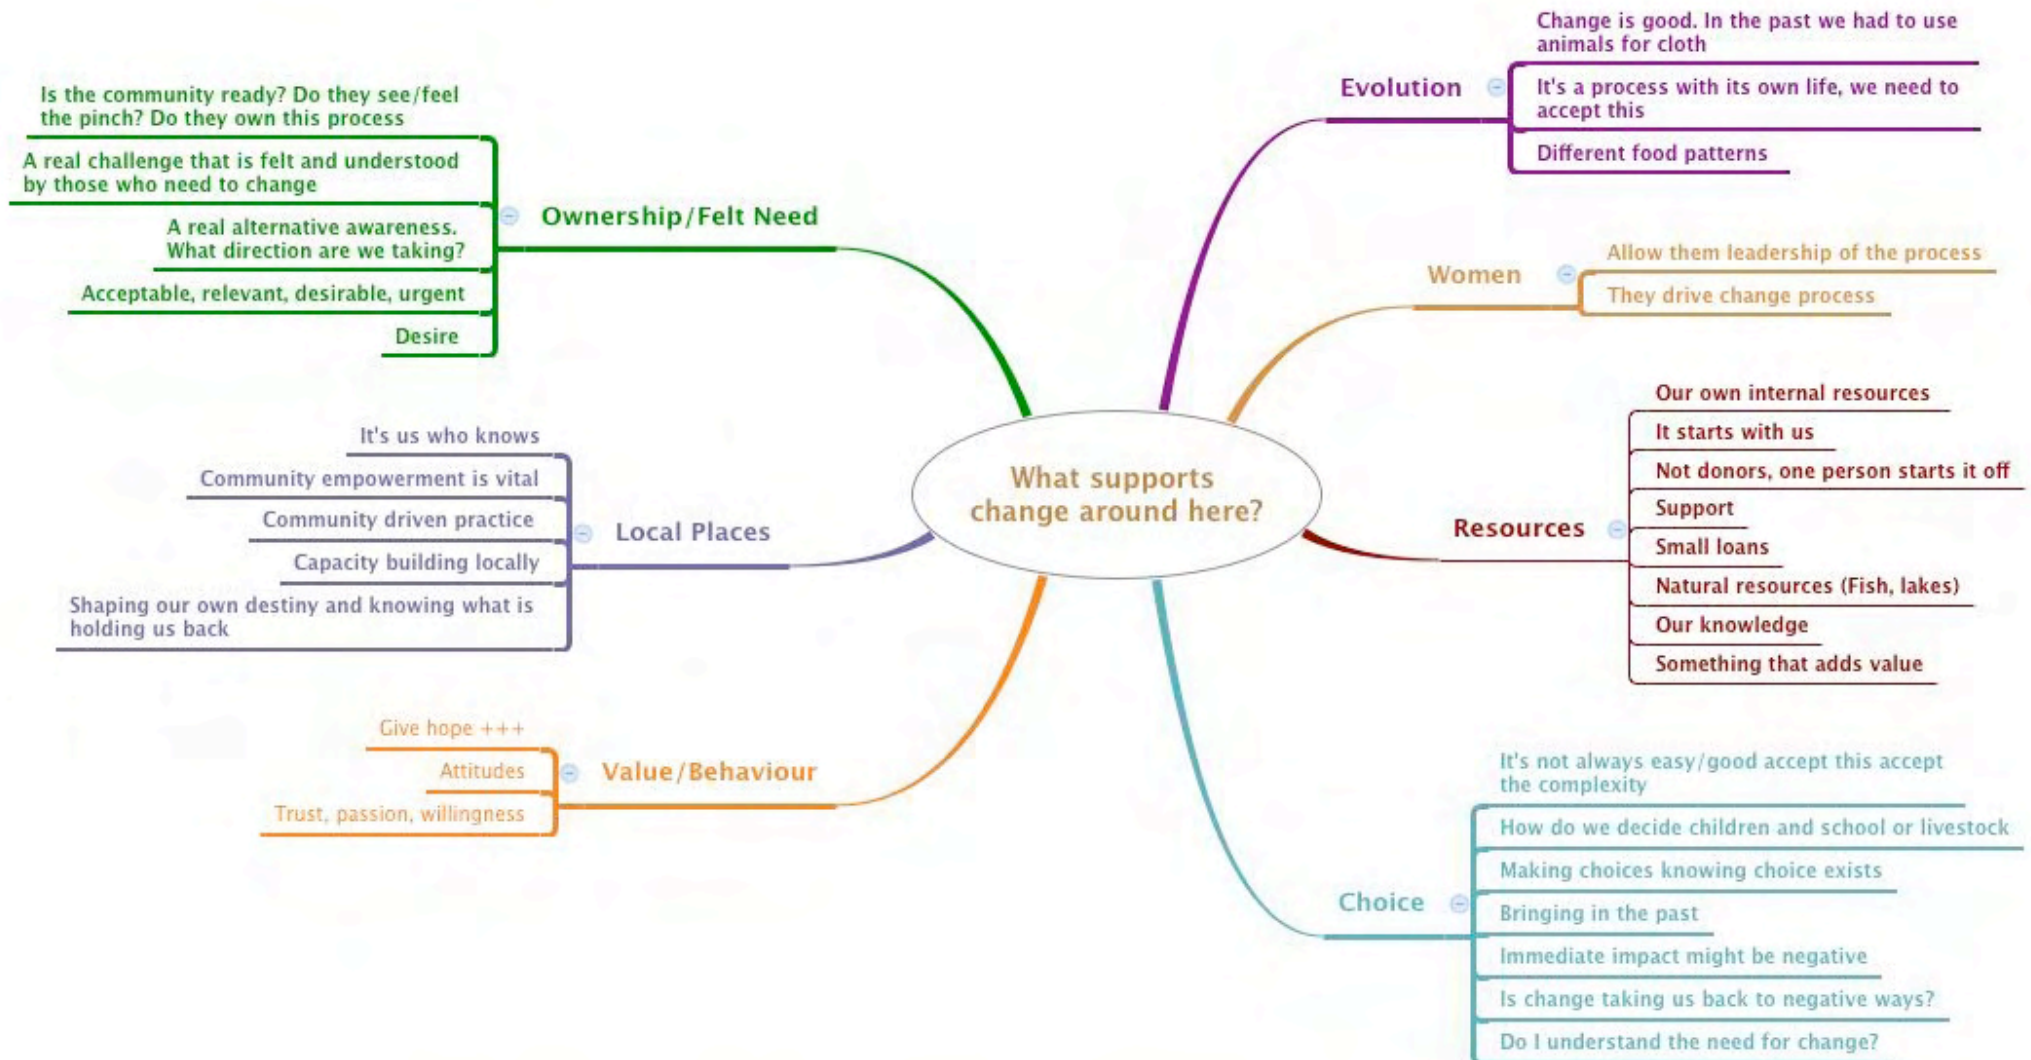 What supports
change around here?
Evolution
Change is good. In the past we had to use
animals for cloth
It's a process with its own life, we need to
accept this
Different food patterns
Women
Allow them leadership of the process
They drive change process
Resources
Our own internal resources
It starts with us
Not donors, one person starts it off
Support
Small loans
Natural resources (Fish, lakes)
Our knowledge
Something that adds value
Choice
It's not always easy/good accept this accept
the complexity
How do we decide children and school or livestock
Making choices knowing choice exists
Bringing in the past
Immediate impact might be negative
Is change taking us back to negative ways?
Do I understand the need for change?
Ownership/Felt Need
Is the community ready? Do they see/feel
the pinch? Do they own this process
A real challenge that is felt and understood
by those who need to change
A real alternative awareness.
What direction are we taking?
Acceptable, relevant, desirable, urgent
Desire
Local Places
It's us who knows
Community empowerment is vital
Community driven practice
Capacity building locally
Shaping our own destiny and knowing what is
holding us back
Value/Behaviour
Give hope +++
Attitudes
Trust, passion, willingness